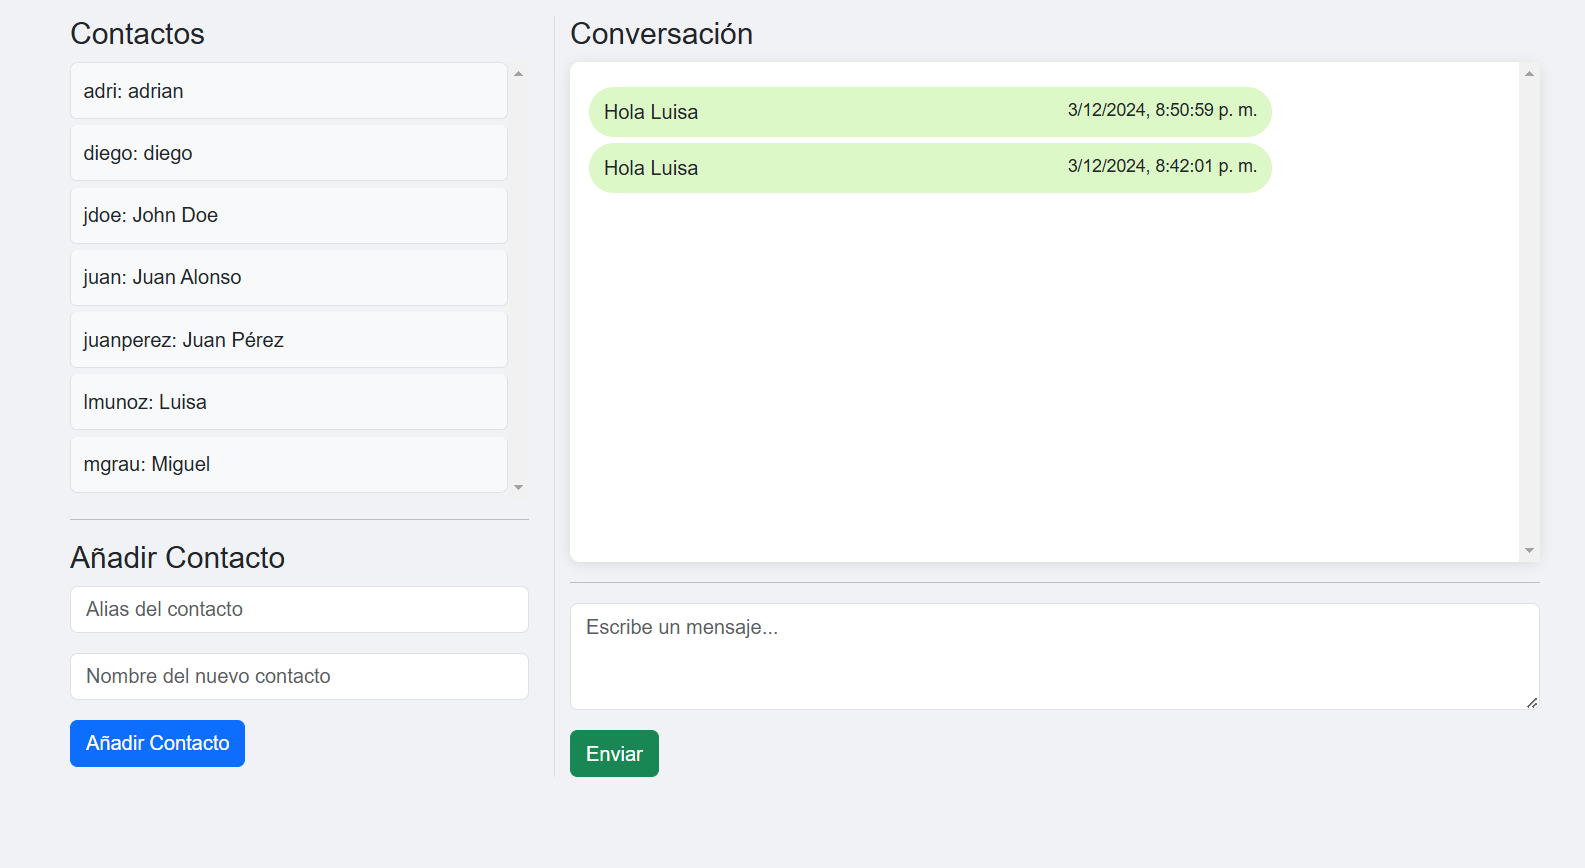 Contactos
adri: adrian
diego: diego
jdoe: John Doe
juan: Juan Alonso
juanperez: Juan Pérez
lmunoz: Luisa
mgrau: Miguel
Añadir Contacto
Alias del contacto
Nombre del nuevo contacto
Añadir Contacto
Conversación
Hola Luisa 3/12/2024, 8:50:59 p. m.
Hola Luisa 3/12/2024, 8:42:01 p. m.
Escribe un mensaje...
Enviar